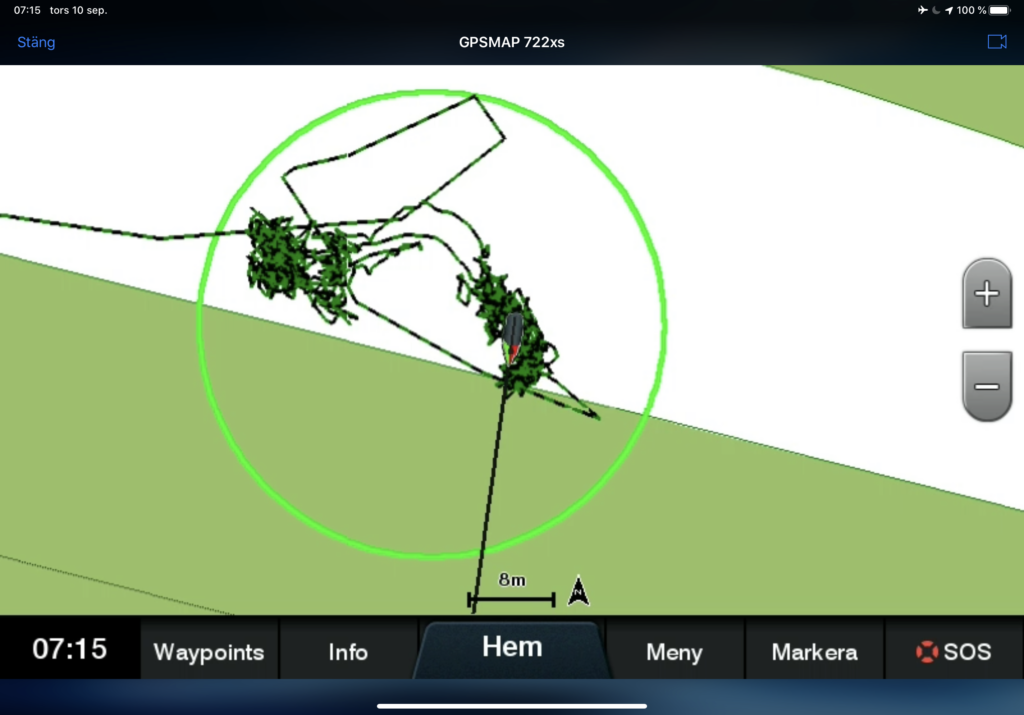 07:15 tors 10 sep.
100 %
Stäng
GPSMAP 722xs
8m
N
07:15
Waypoints
Info
Hem
Meny
Markera
SOS